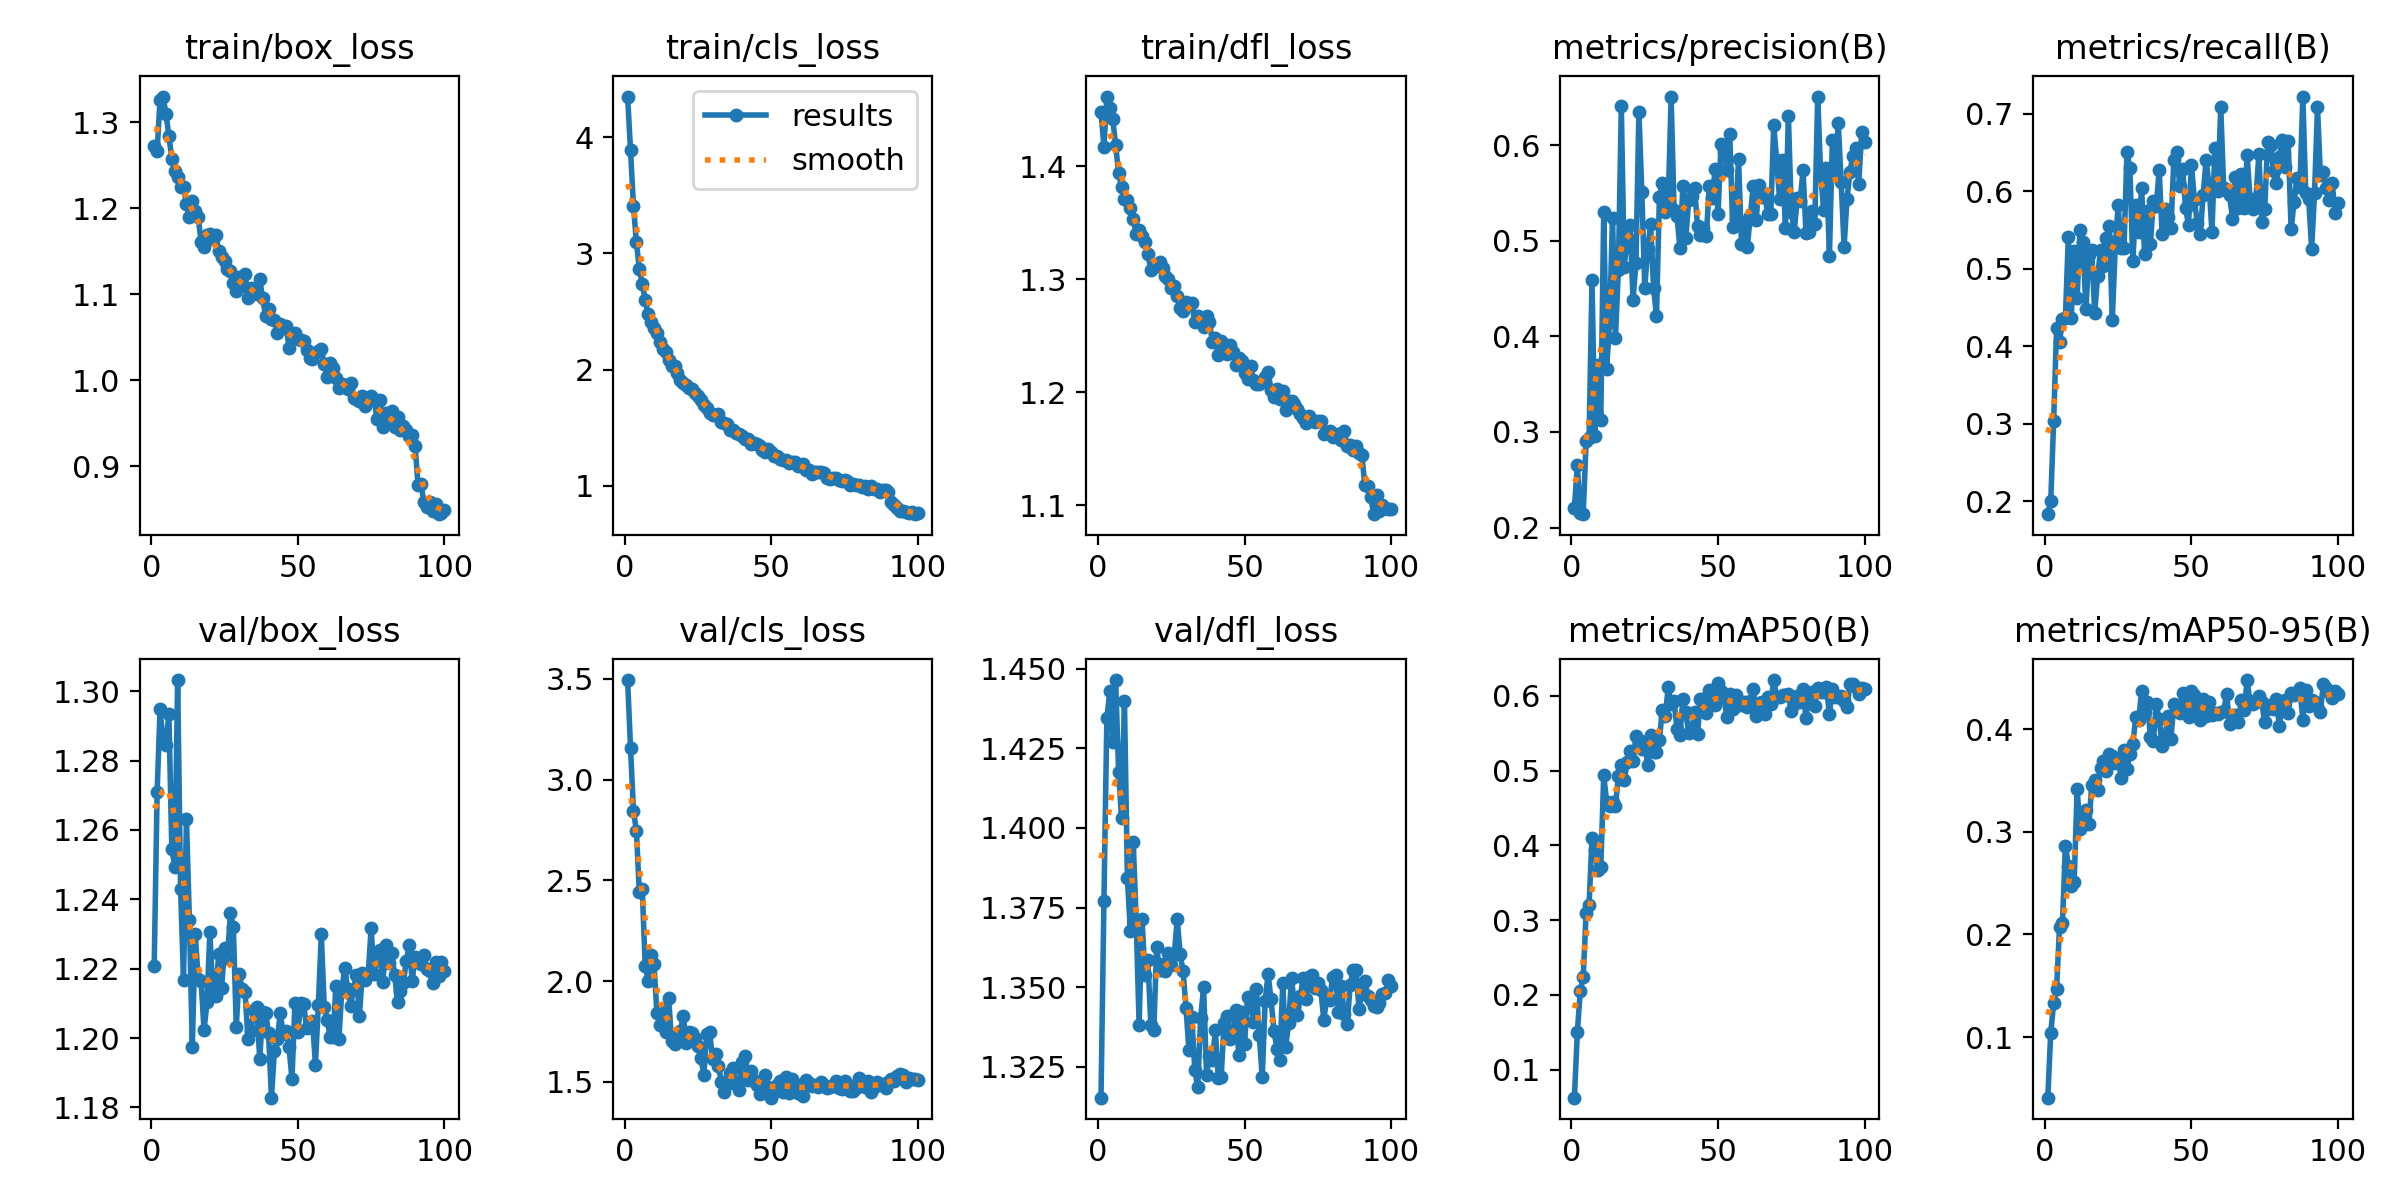 train/box_loss
1.3
1.2
1.1
1.0
0.9
0 50 100
train/cls_loss
results
smooth
4
3
2
1
0 50 100
train/dfl_loss
1.4
1.3
1.2
1.1
0 50 100
metrics/precision(B)
0.6
0.5
0.4
0.3
0.2
0 50 100
metrics/recall(B)
0.7
0.6
0.5
0.4
0.3
0.2
0 50 100
val/box_loss
1.30
1.28
1.26
1.24
1.22
1.20
1.18
0 50 100
val/cls_loss
3.5
3.0
2.5
2.0
1.5
0 50 100
val/dfl_loss
1.450
1.425
1.400
1.375
1.350
1.325
0 50 100
metrics/mAP50(B)
0.6
0.5
0.4
0.3
0.2
0.1
0 50 100
metrics/mAP50-95(B)
0.4
0.3
0.2
0.1
0 50 100